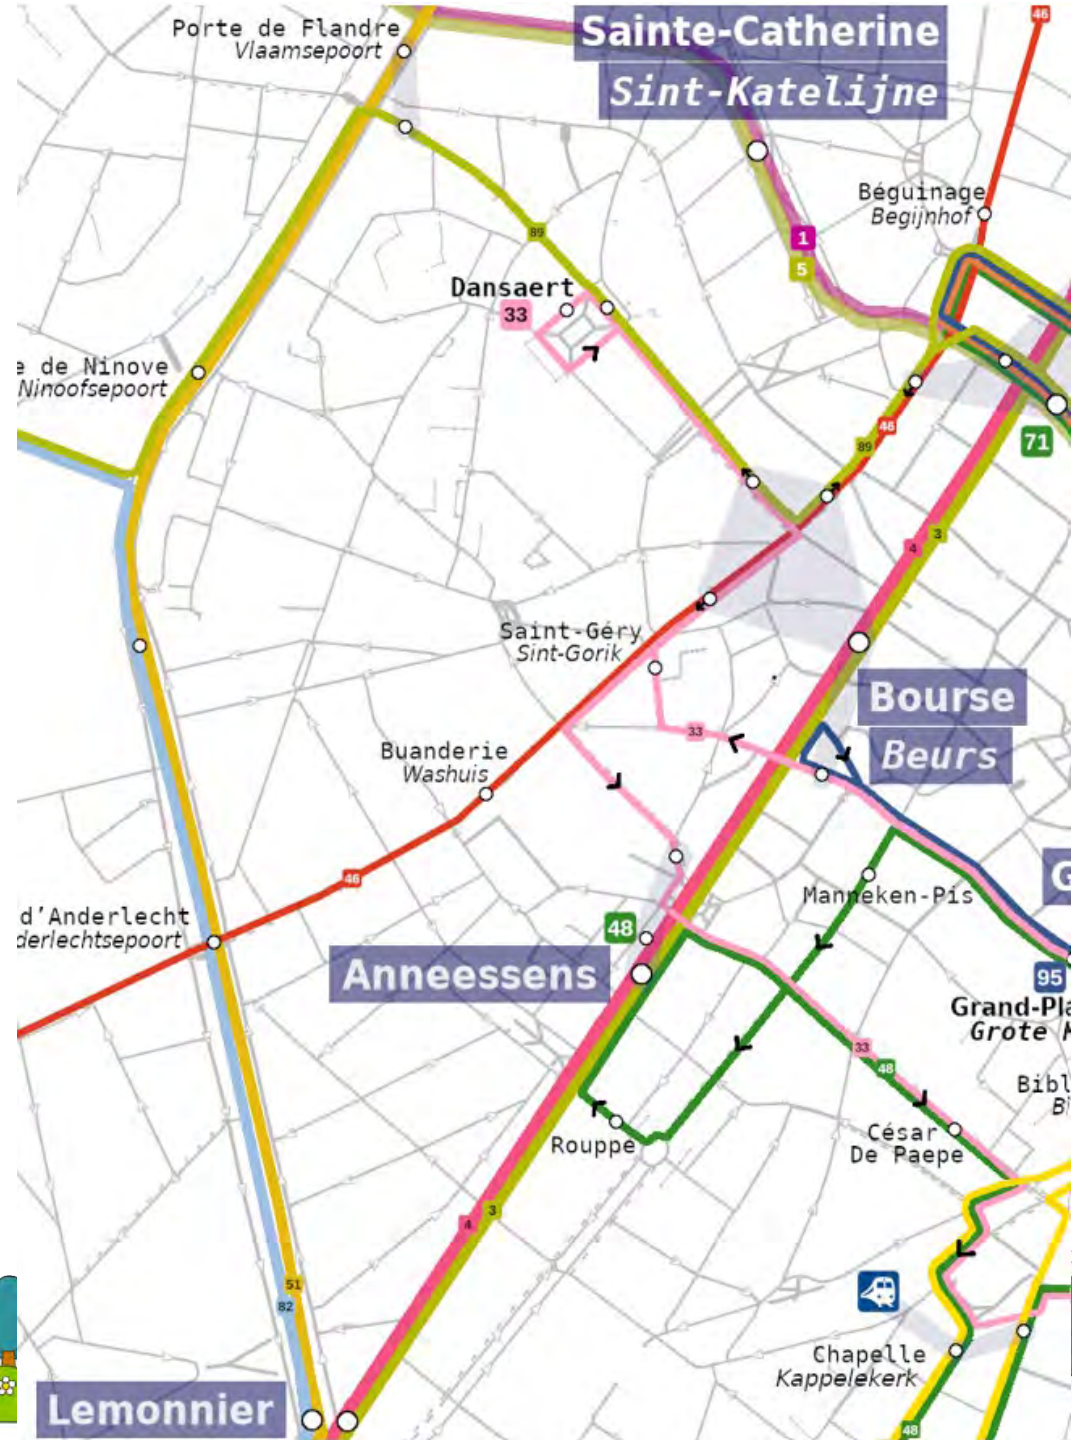 46
Porte de Flandre
Vlaamsepoort
Sainte-Catherine
Sint-Katelijne
Béguinage
Begijnhof
89
1
5
Dansaert
33
e de Ninove
Ninoofsepoort
46
89
71
4
3
Saint-Géry
Sint-Gorik
Bourse
Beurs
33
Buanderie
Washuis
46
G
Manneken-Pis
d'Anderlecht
derlechtsepoort
48
Anneessens
95
Grand-Pla
Grote
33
48
Bibl
B
César
De Paepe
Rouppe
4
3
51
82
Chapelle
Kappelekerk
Lemonnier
48